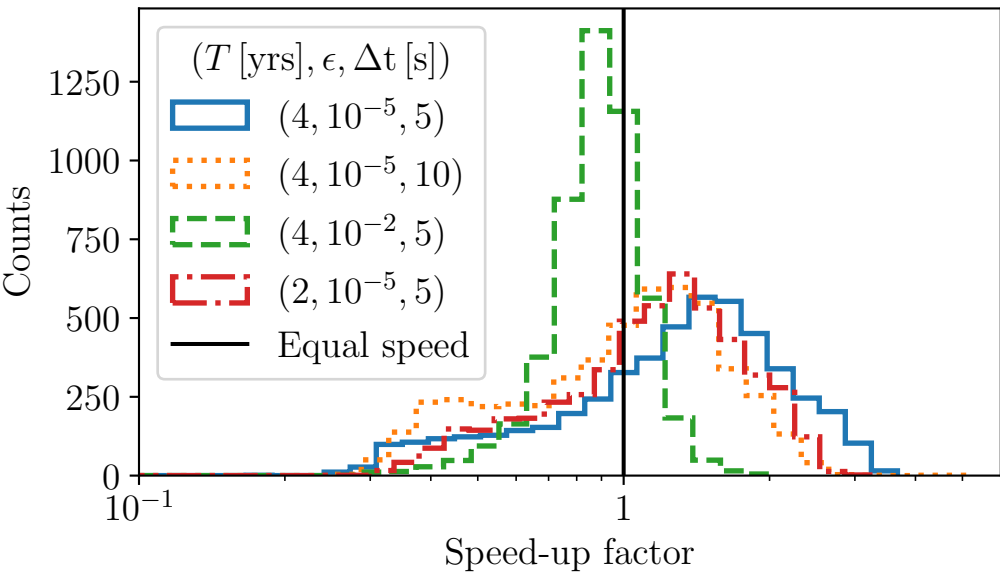 (T [yrs], ϵ, Δt [s])
(4, 10⁻⁵, 5)
(4, 10⁻⁵, 10)
(4, 10⁻², 5)
(2, 10⁻⁵, 5)
Equal speed
Counts
1250
1000
750
500
250
0
10⁻¹
1
Speed-up factor